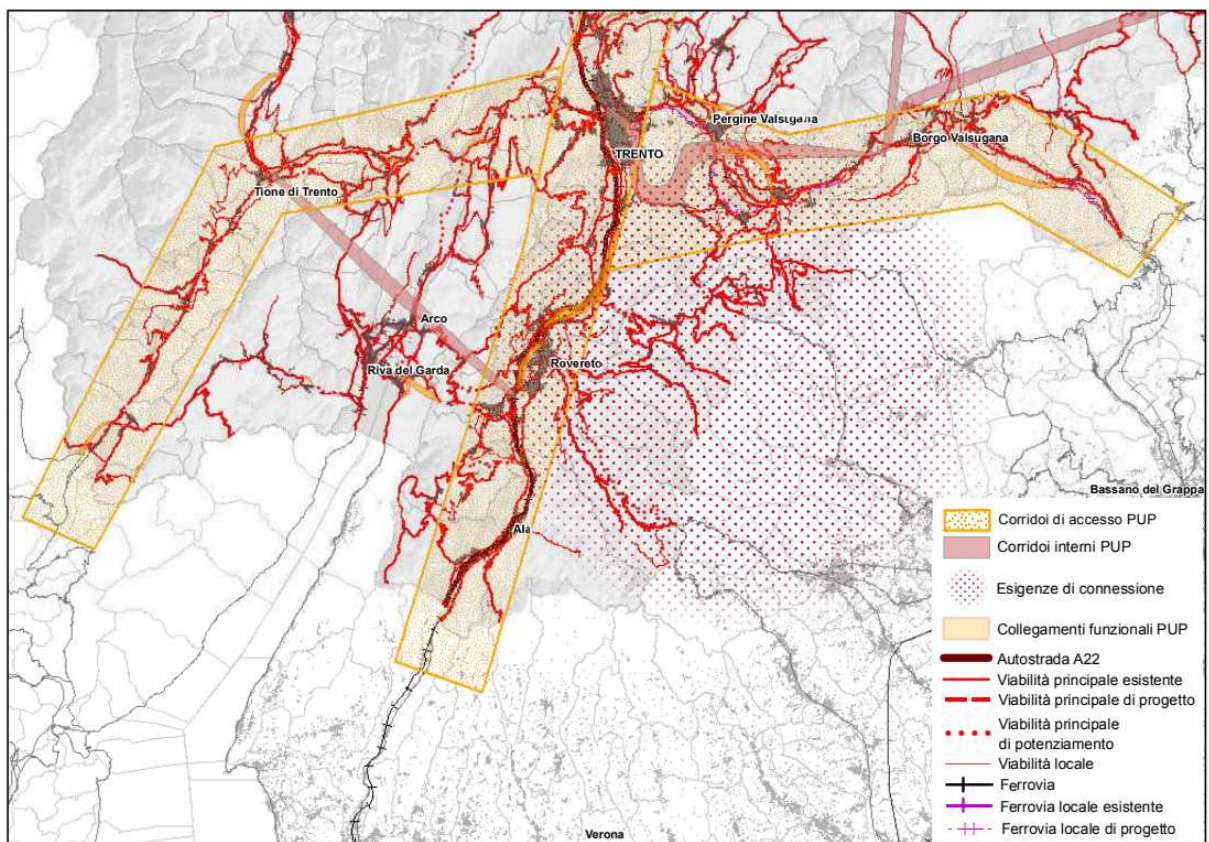 Pergine Valsugana
Borgo Valsugana
TRENTO
Tione di Trento
Arco
Rovereto
Riva del Garda
Bassano del Grappa
Ala
Corridoi di accesso PUP
Corridoi interni PUP
Esigenze di connessione
Collegamenti funzionali PUP
Autostrada A22
Viabilità principale esistente
Viabilità principale di progetto
Viabilità principale
di potenziamento
Viabilità locale
Ferrovia
Ferrovia locale esistente
Ferrovia locale di progetto
Verona